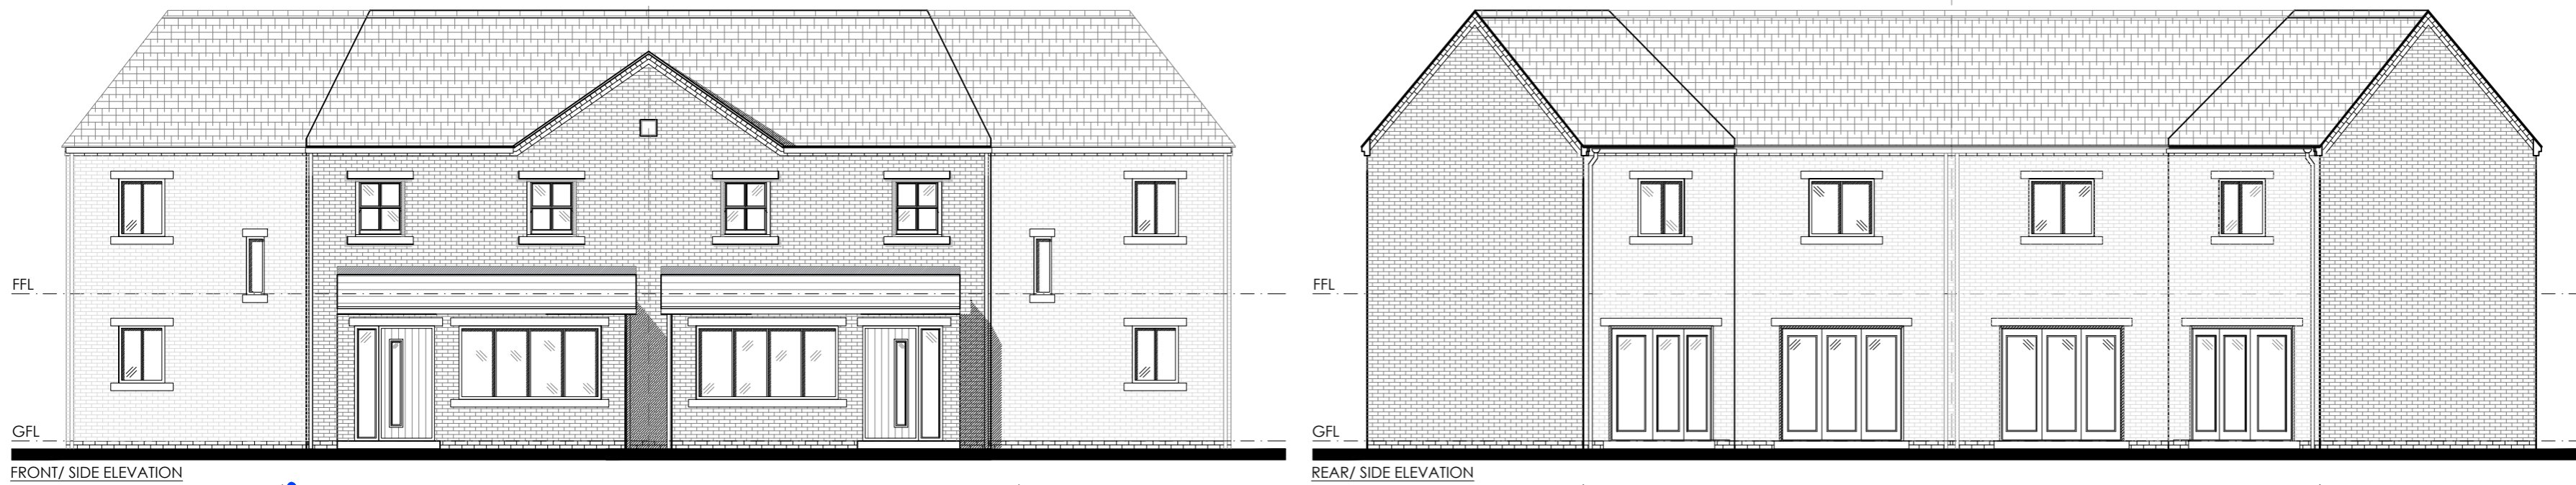 FFL
FFL
GFL
GFL
FRONT/ SIDE ELEVATION
REAR/ SIDE ELEVATION